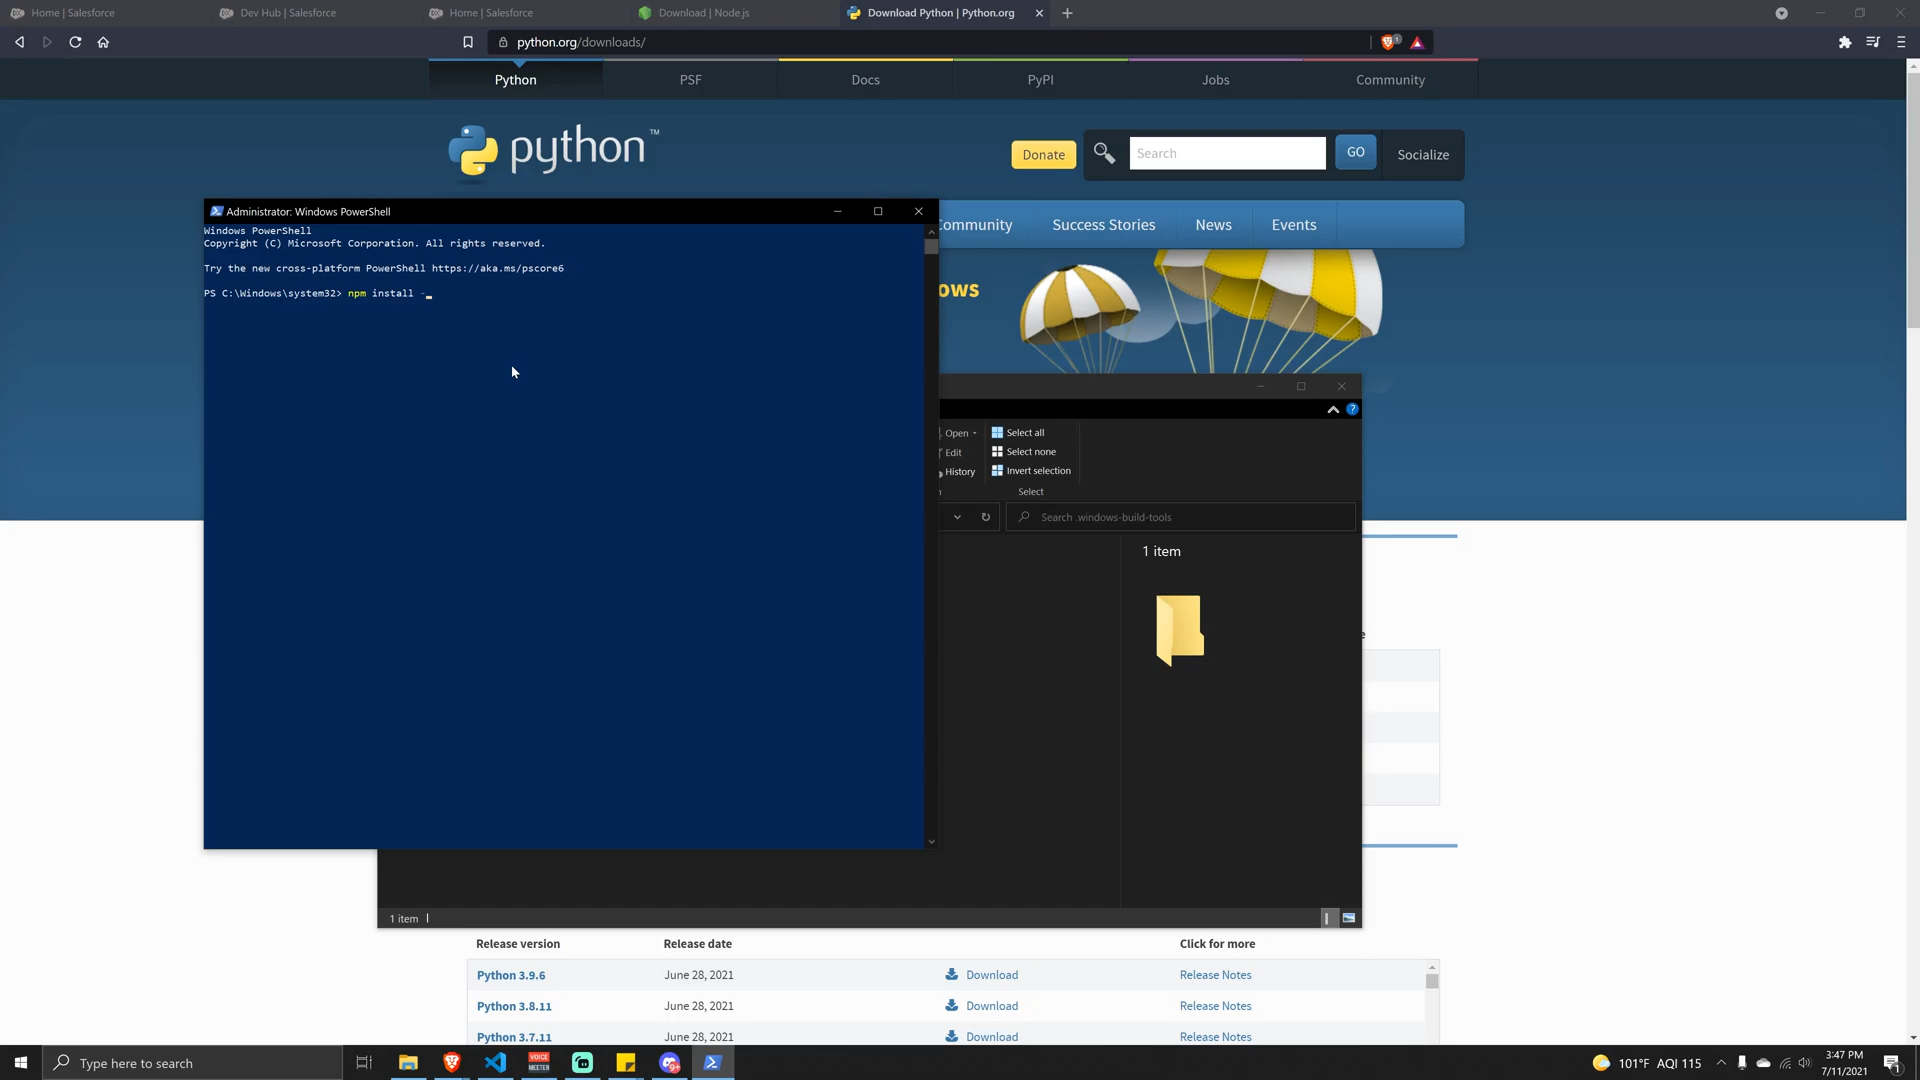 Home | Salesforce
Dev Hub | Salesforce
Home | Salesforce
Download | Node.js
Download Python | Python.org
python.org/downloads/
Python
PSF
Docs
PyPI
Jobs
Community
python™
Donate
Search
GO
Socialize
Community
Success Stories
News
Events
ows
Administrator: Windows PowerShell
Windows PowerShell
Copyright (C) Microsoft Corporation. All rights reserved.
Try the new cross-platform PowerShell https://aka.ms/pscore6
PS C:\Windows\system32> npm install -
Open
Edit
History
Select all
Select none
Invert selection
Select
Search .windows-build-tools
1 item
1 item
Release version
Release date
Click for more
Python 3.9.6
June 28, 2021
Download
Release Notes
Python 3.8.11
June 28, 2021
Download
Release Notes
Python 3.7.11
June 28, 2021
Download
Release Notes
Type here to search
VOICE
MEETER
9+
101°F AQI 115
3:47 PM
7/11/2021
1